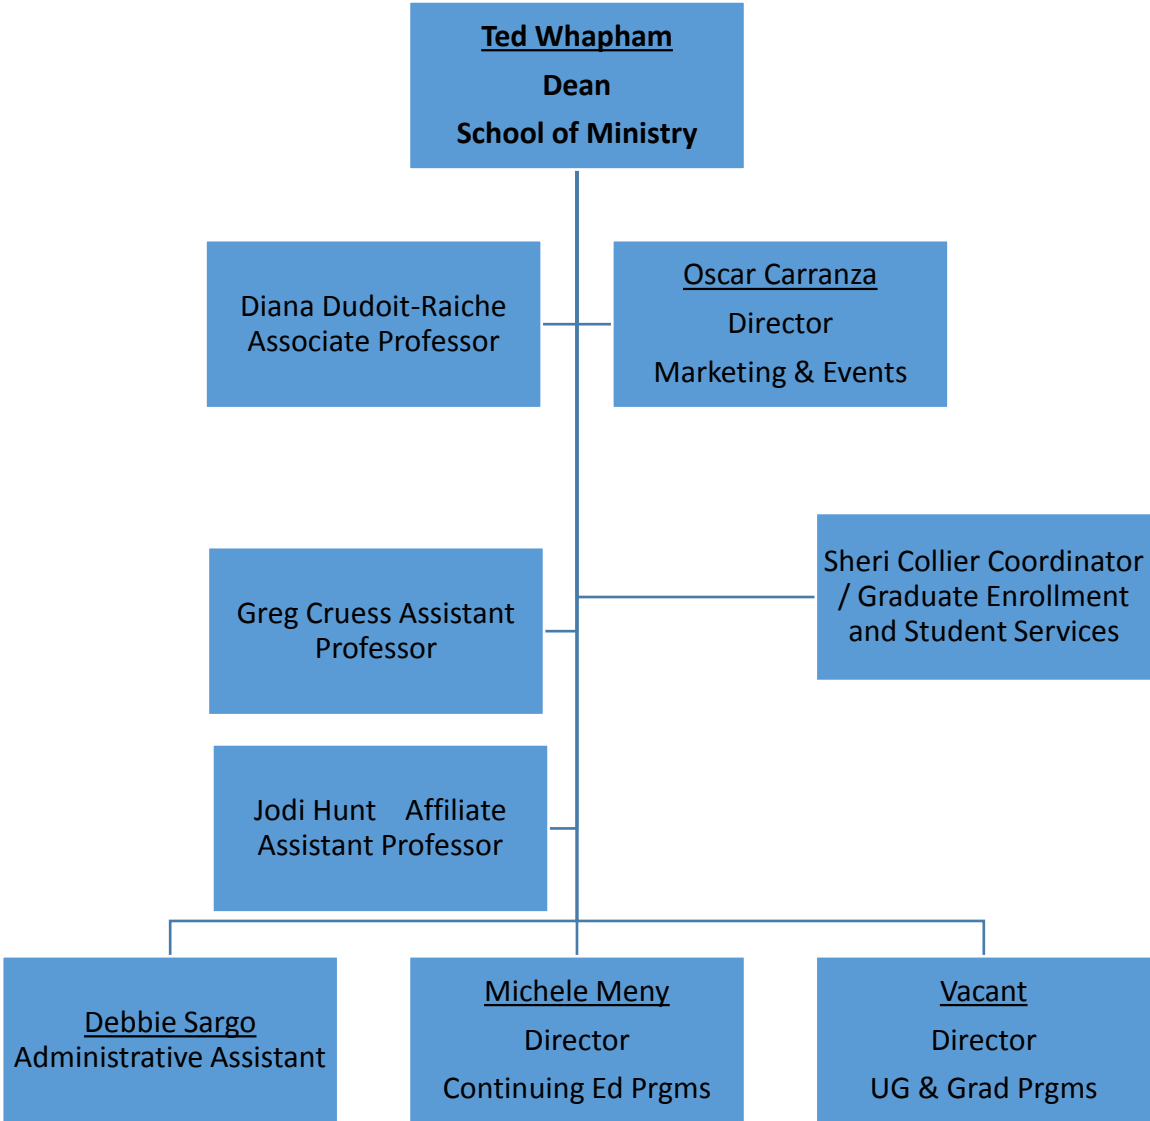 Ted Whapham
Dean
School of Ministry
Diana Dudoit-Raiche
Associate Professor
Oscar Carranza
Director
Marketing & Events
Sheri Collier Coordinator
/ Graduate Enrollment
and Student Services
Greg Cruess Assistant
Professor
Jodi Hunt    Affiliate
Assistant Professor
Debbie Sargo
Administrative Assistant
Michele Meny
Director
Continuing Ed Prgms
Vacant
Director
UG & Grad Prgms